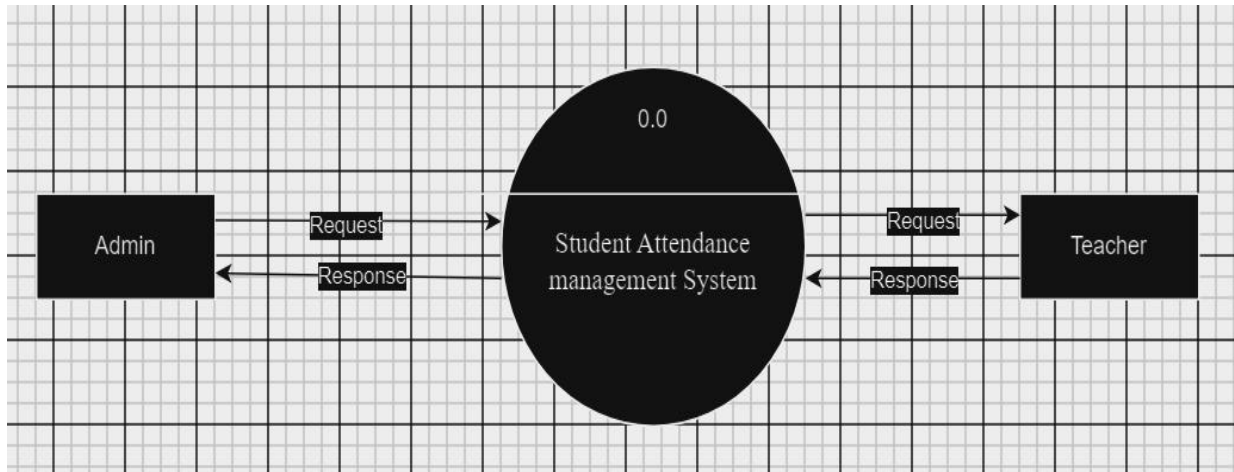 0.0
Admin
Request
Response
Student Attendance
management System
Request
Response
Teacher